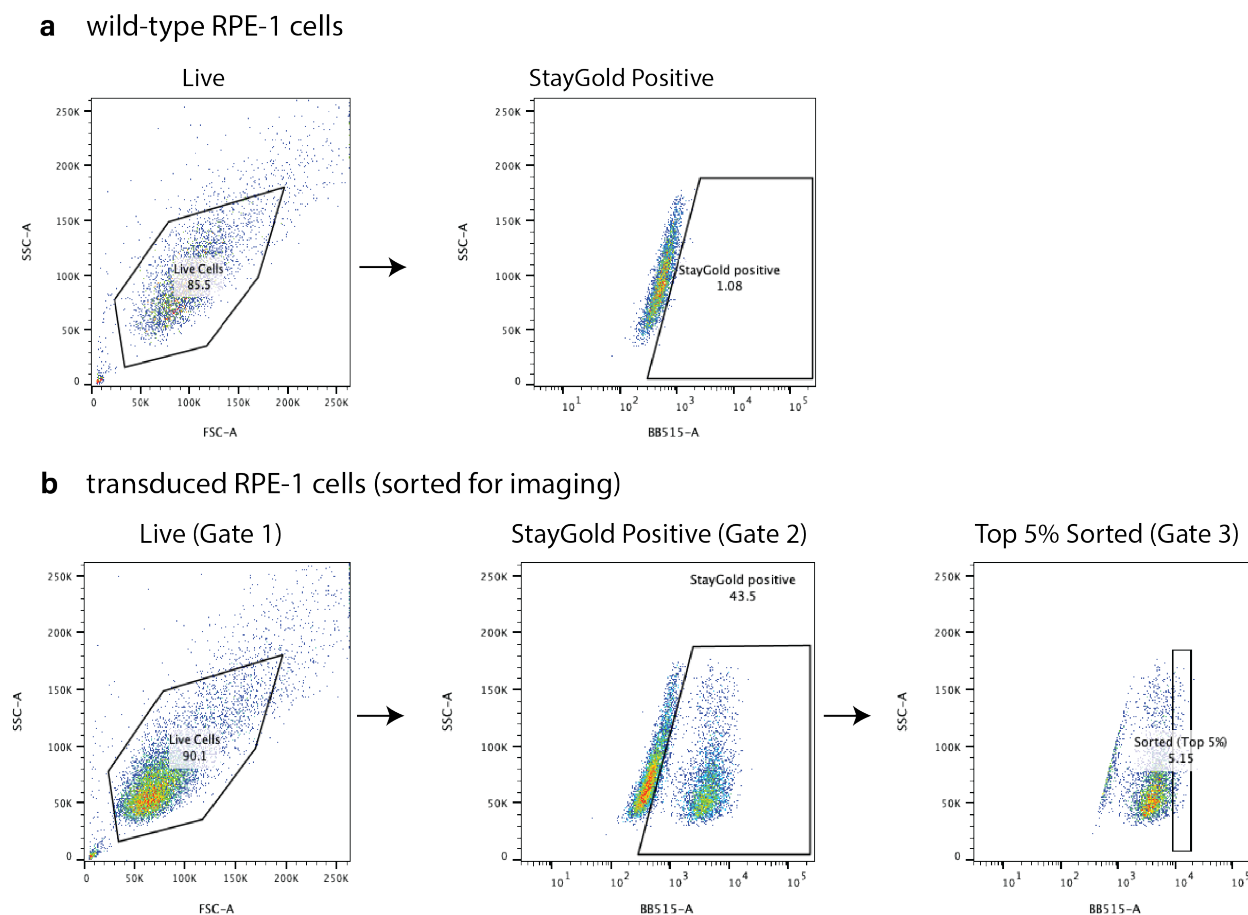 a wild-type RPE-1 cells
Live
StayGold Positive
250K
200K
150K
100K
50K
0
SSC-A
Live Cells
85.5
0 50K 100K 150K 200K 250K
FSC-A
250K
200K
150K
100K
50K
0
SSC-A
StayGold positive
1.08
10¹ 10² 10³ 10⁴ 10⁵
BB515-A
b transduced RPE-1 cells (sorted for imaging)
Live (Gate 1)
StayGold Positive (Gate 2)
Top 5% Sorted (Gate 3)
250K
200K
150K
100K
50K
0
SSC-A
Live Cells
90.1
0 50K 100K 150K 200K 250K
FSC-A
250K
200K
150K
100K
50K
0
SSC-A
StayGold positive
43.5
10¹ 10² 10³ 10⁴ 10⁵
BB515-A
250K
200K
150K
100K
50K
0
SSC-A
Sorted (Top 5%)
5.15
10¹ 10² 10³ 10⁴ 10⁵
BB515-A